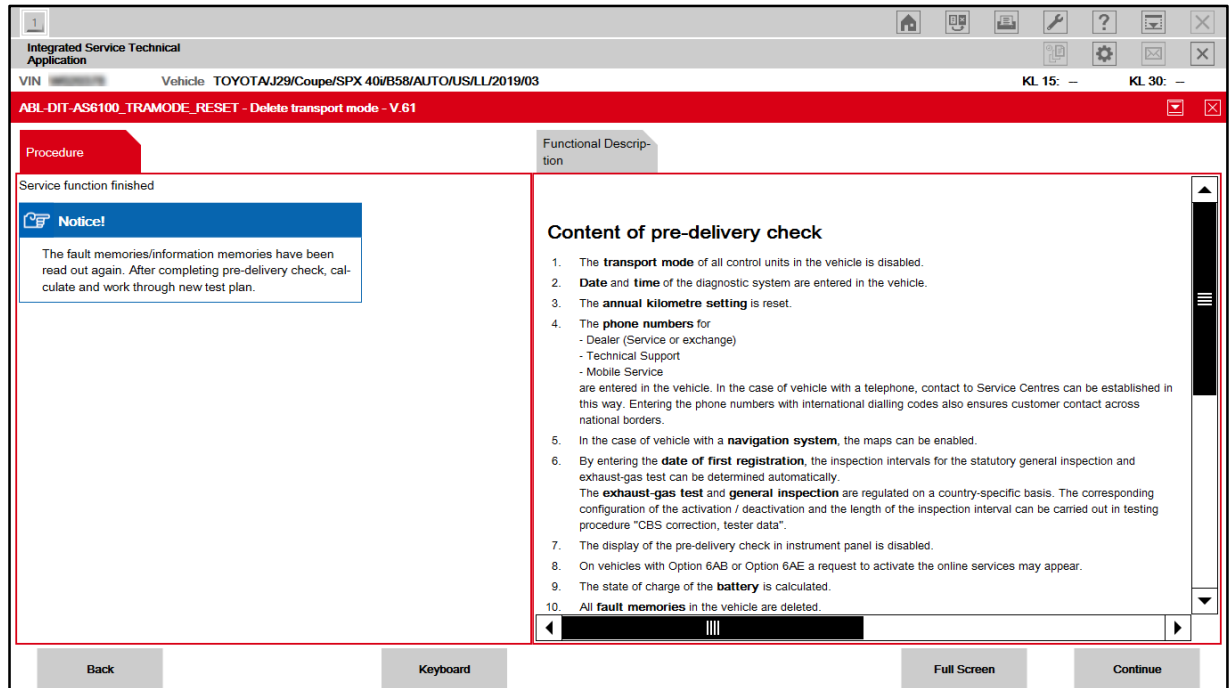 1
?
Integrated Service Technical
Application
VIN Vehicle TOYOTA/J29/Coupe/SPX 40i/B58/AUTO/US/LL/2019/03 KL 15: – KL 30: –
ABL-DIT-AS6100_TRAMODE_RESET - Delete transport mode - V.61
Procedure
Service function finished
Notice!
The fault memories/information memories have been
read out again. After completing pre-delivery check, cal-
culate and work through new test plan.
Functional Descrip-
tion
Content of pre-delivery check
1. The transport mode of all control units in the vehicle is disabled.
2. Date and time of the diagnostic system are entered in the vehicle.
3. The annual kilometre setting is reset.
4. The phone numbers for
- Dealer (Service or exchange)
- Technical Support
- Mobile Service
are entered in the vehicle. In the case of vehicle with a telephone, contact to Service Centres can be established in
this way. Entering the phone numbers with international dialling codes also ensures customer contact across
national borders.
5. In the case of vehicle with a navigation system, the maps can be enabled.
6. By entering the date of first registration, the inspection intervals for the statutory general inspection and
exhaust-gas test can be determined automatically.
The exhaust-gas test and general inspection are regulated on a country-specific basis. The corresponding
configuration of the activation / deactivation and the length of the inspection interval can be carried out in testing
procedure "CBS correction, tester data".
7. The display of the pre-delivery check in instrument panel is disabled.
8. On vehicles with Option 6AB or Option 6AE a request to activate the online services may appear.
9. The state of charge of the battery is calculated.
10. All fault memories in the vehicle are deleted.
Back Keyboard Full Screen Continue